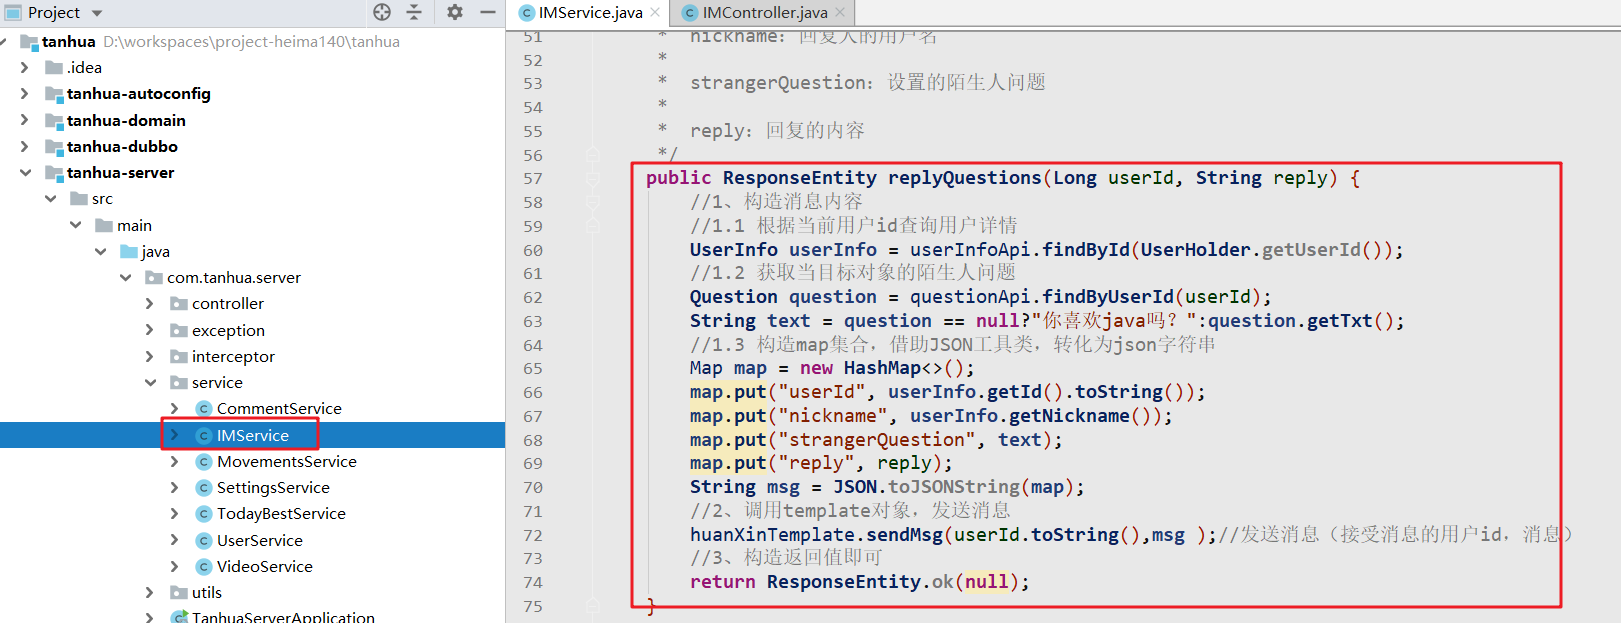 Project
tanhua D:\workspaces\project-heima140\tanhua
.idea
tanhua-autoconfig
tanhua-domain
tanhua-dubbo
tanhua-server
src
main
java
com.tanhua.server
controller
exception
interceptor
service
CommentService
IMService
MovementsService
SettingsService
TodayBestService
UserService
VideoService
utils
TanhuaServerApplication
IMService.java
IMController.java
51 * nickname：回复人的用户名
52 *
53 * strangerQuestion：设置的陌生人问题
54 *
55 * reply：回复的内容
56 */
57 public ResponseEntity replyQuestions(Long userId, String reply) {
58 //1、构造消息内容
59 //1.1 根据当前用户id查询用户详情
60 UserInfo userInfo = userInfoApi.findById(UserHolder.getUserId());
61 //1.2 获取当目标对象的陌生人问题
62 Question question = questionApi.findByUserId(userId);
63 String text = question == null?"你喜欢java吗？":question.getTxt();
64 //1.3 构造map集合，借助JSON工具类，转化为json字符串
65 Map map = new HashMap<>();
66 map.put("userId", userInfo.getId().toString());
67 map.put("nickname", userInfo.getNickname());
68 map.put("strangerQuestion", text);
69 map.put("reply", reply);
70 String msg = JSON.toJSONString(map);
71 //2、调用template对象，发送消息
72 huanXinTemplate.sendMsg(userId.toString(),msg );//发送消息（接受消息的用户id，消息）
73 //3、构造返回值即可
74 return ResponseEntity.ok(null);
75 }